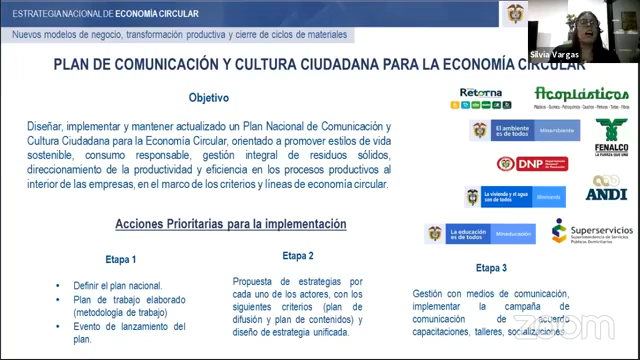 ESTRATEGIA NACIONAL DE ECONOMÍA CIRCULAR
Nuevos modelos de negocio, transformación productiva y cierre de ciclos de materiales
Silvia Vargas
PLAN DE COMUNICACIÓN Y CULTURA CIUDADANA PARA LA ECONOMÍA CIRCULAR
Objetivo
Diseñar, implementar y mantener actualizado un Plan Nacional de Comunicación y
Cultura Ciudadana para la Economía Circular, orientado a promover estilos de vida
sostenible, consumo responsable, gestión integral de residuos sólidos,
direccionamiento de la productividad y eficiencia en los procesos productivos al
interior de las empresas, en el marco de los criterios y líneas de economía circular.
Retorna
Acoplásticos
El ambiente es de todos
Minambiente
FENALCO
LA FUERZA QUE UNE
DNP
La vivienda y el agua son de todos
Minvivienda
ANDI
La educación es de todos
Mineducación
Superservicios
Superintendencia de Servicios Públicos Domiciliarios
Acciones Prioritarias para la implementación
Etapa 1
• Definir el plan nacional.
• Plan de trabajo elaborado
(metodología de trabajo)
• Evento de lanzamiento del
plan.
Etapa 2
Propuesta de estrategias por
cada uno de los actores, con los
siguientes criterios (plan de
difusión y plan de contenidos) y
diseño de estrategia unificada.
Etapa 3
Gestión con medios de comunicación,
implementar la campaña de
comunicación de acuerdo
capacitaciones, talleres, socializaciones.
zoom